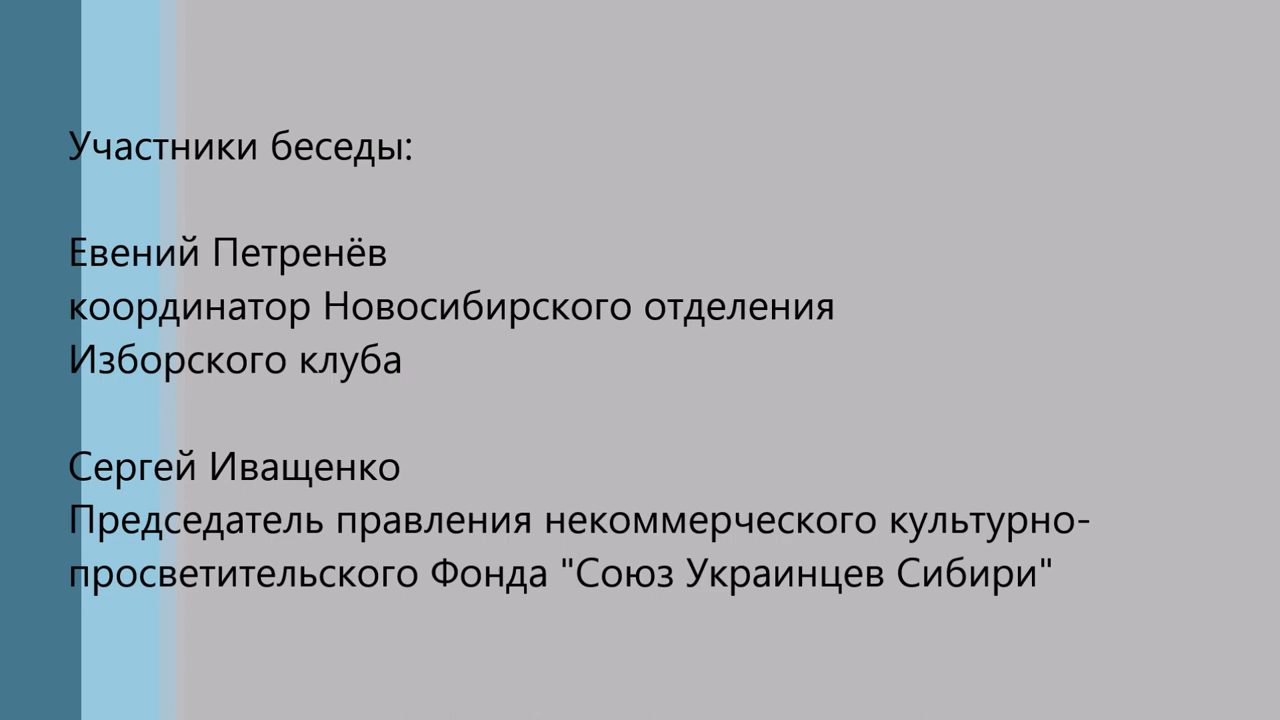 Участники беседы:
Евений Петренёв
координатор Новосибирского отделения
Изборского клуба
Сергей Иващенко
Председатель правления некоммерческого культурно-
просветительского Фонда "Союз Украинцев Сибири"